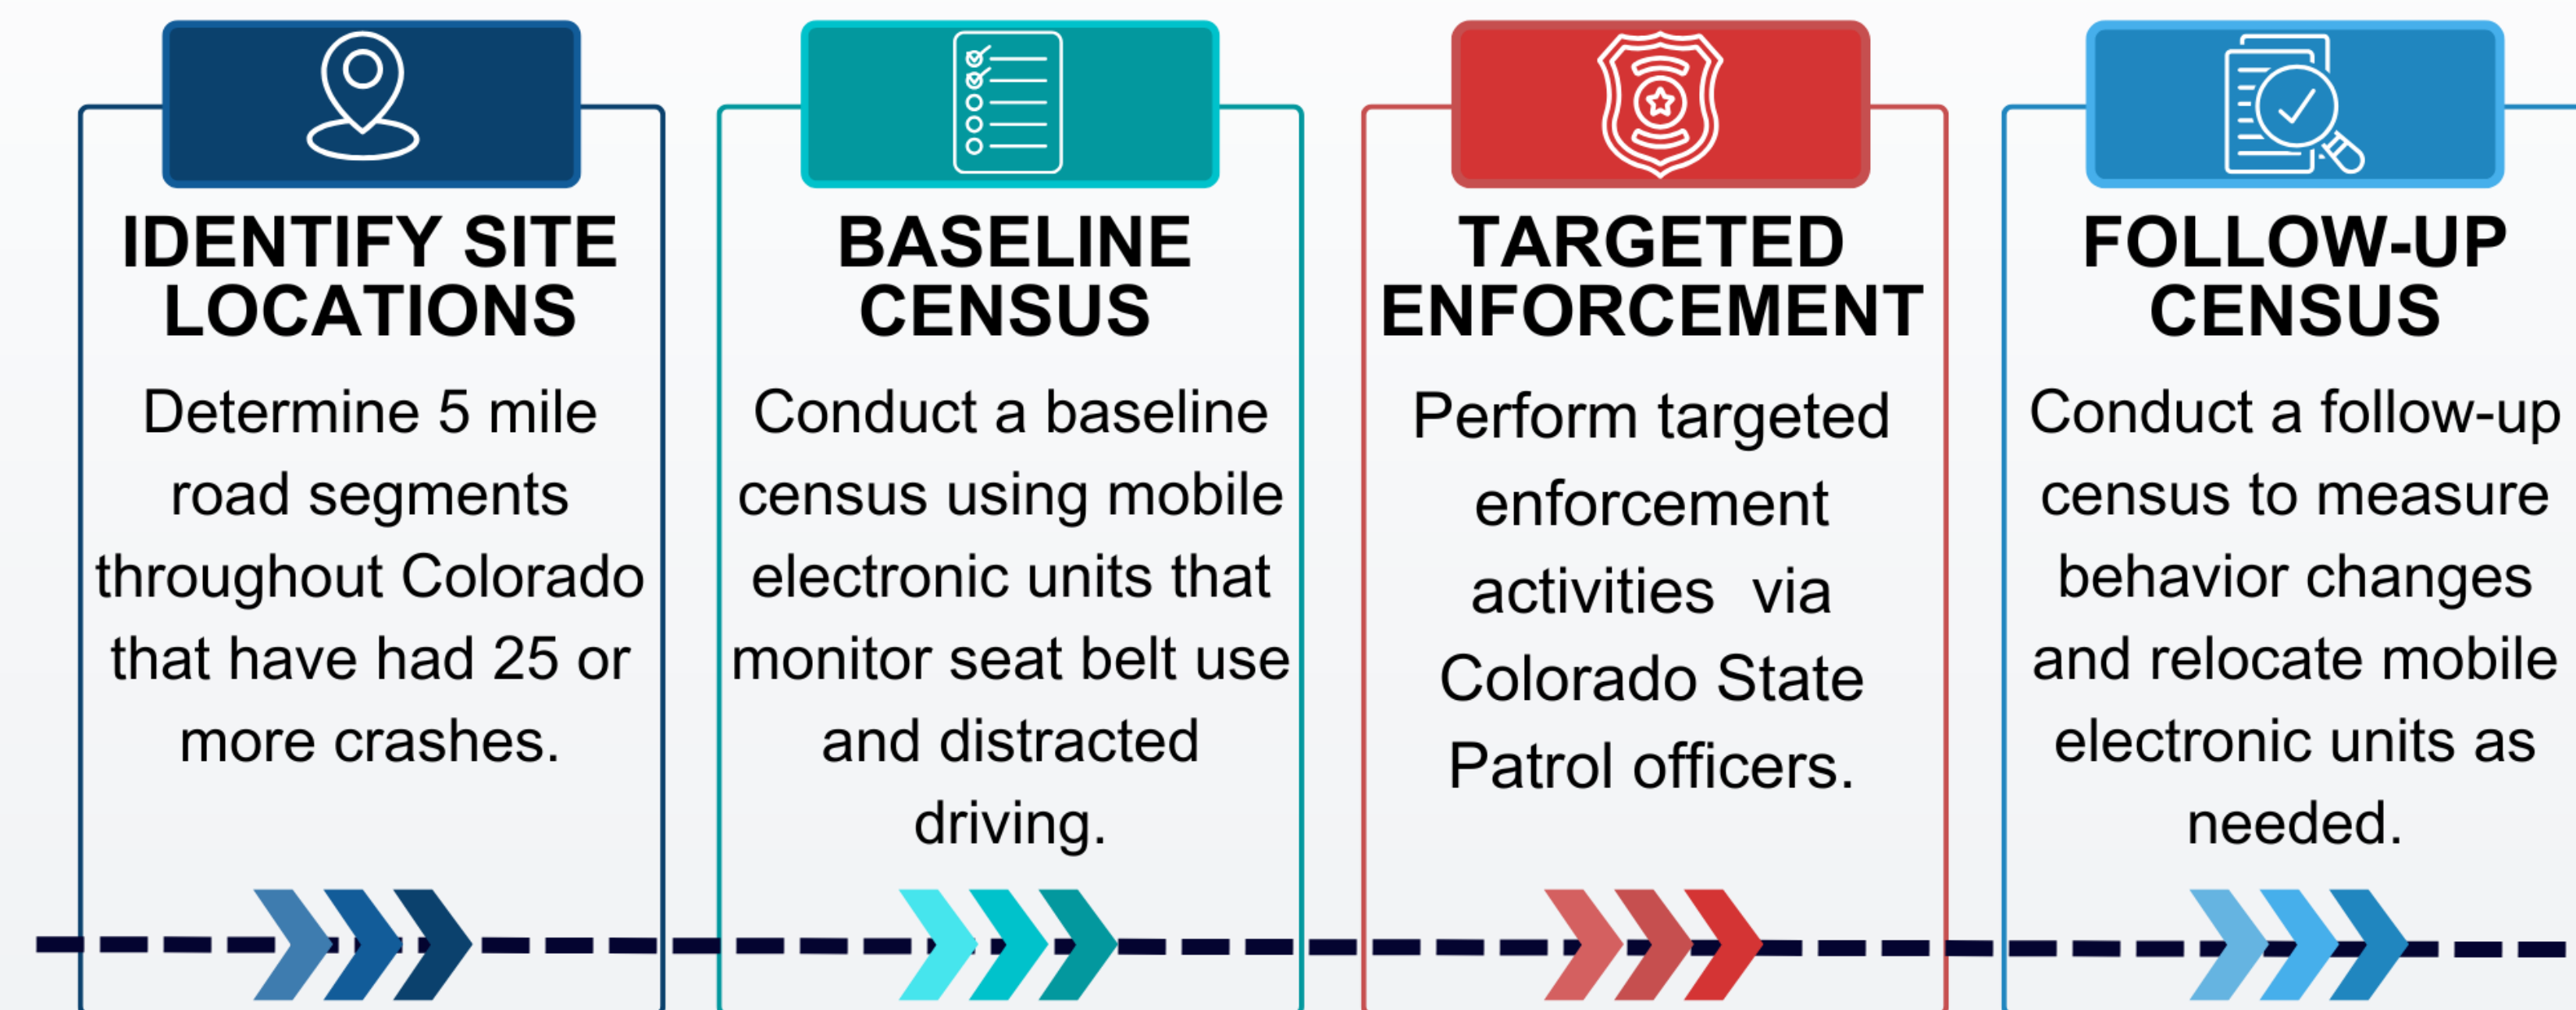 IDENTIFY SITE
LOCATIONS
Determine 5 mile
road segments
throughout Colorado
that have had 25 or
more crashes.
BASELINE
CENSUS
Conduct a baseline
census using mobile
electronic units that
monitor seat belt use
and distracted
driving.
TARGETED
ENFORCEMENT
Perform targeted
enforcement
activities  via
Colorado State
Patrol officers.
FOLLOW-UP
CENSUS
Conduct a follow-up
census to measure
behavior changes
and relocate mobile
electronic units as
needed.